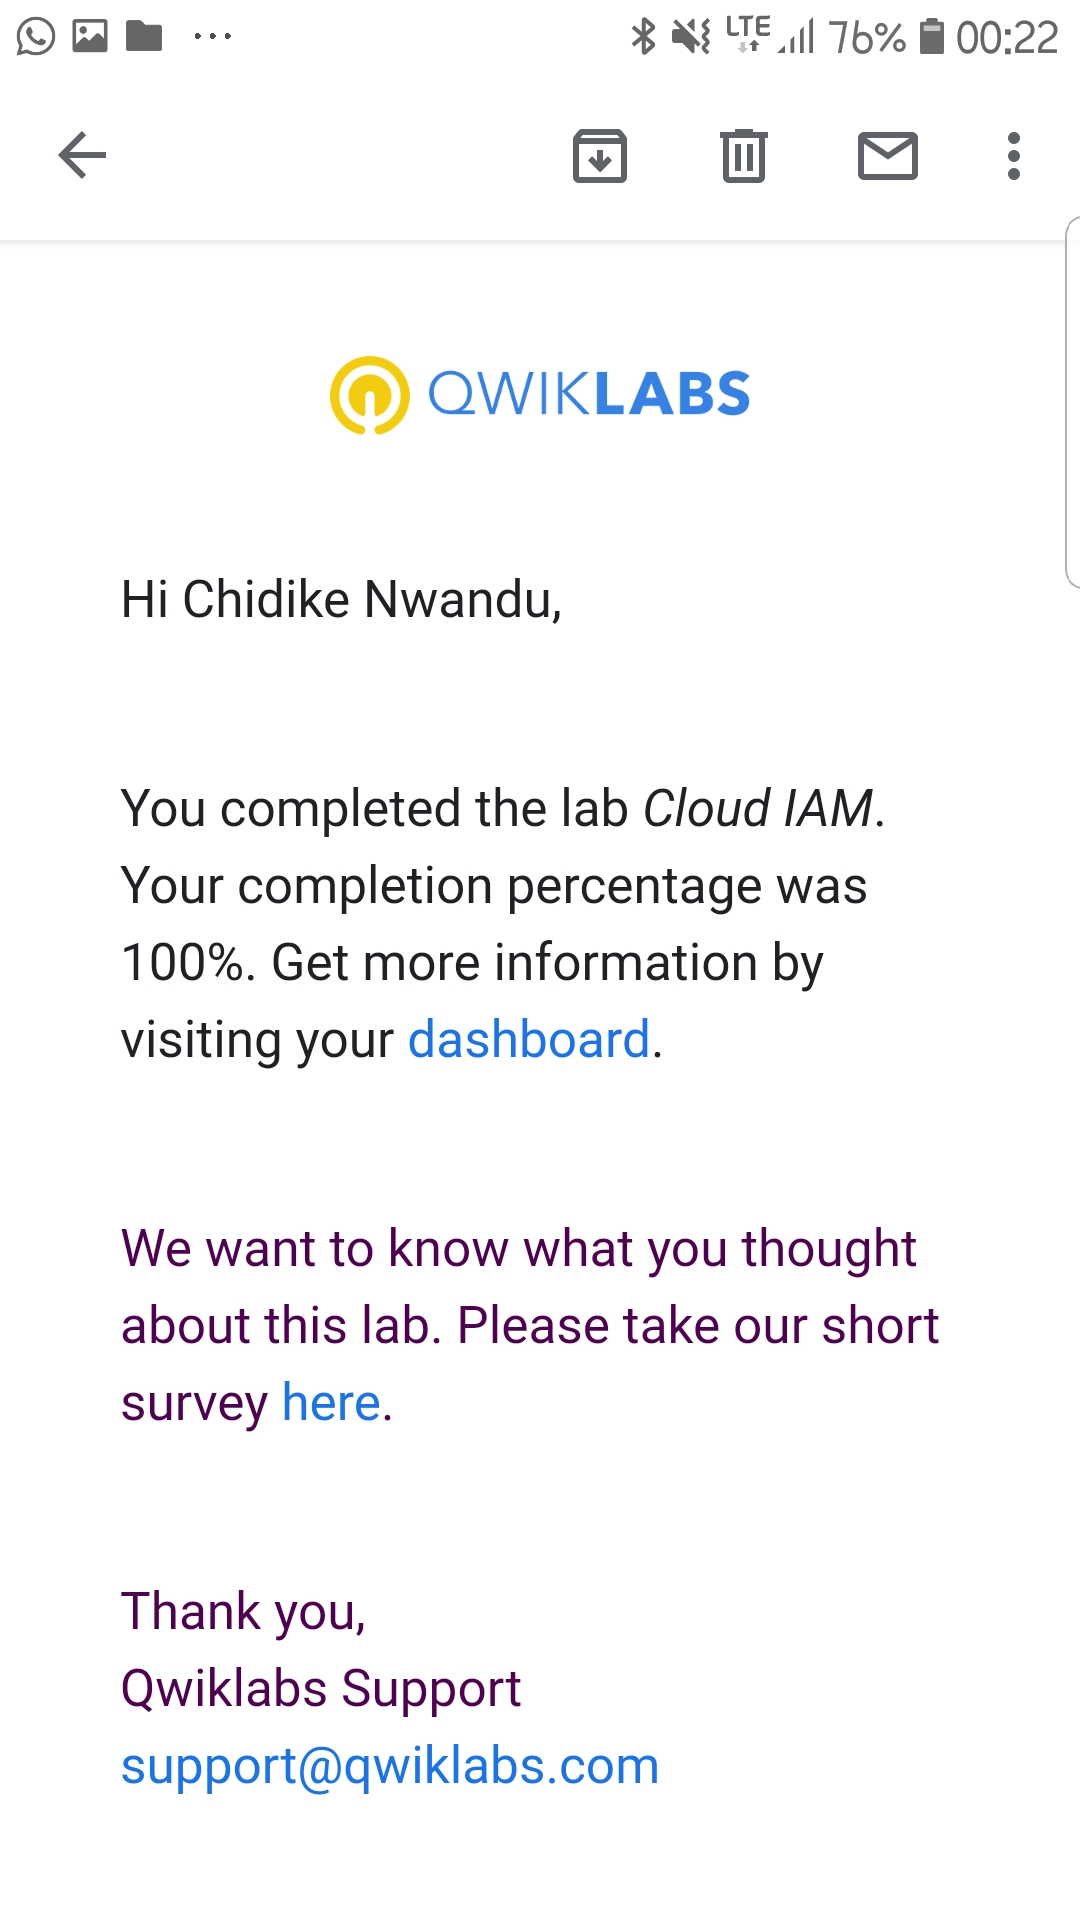 LTE 76% 00:22
QWIKLABS
Hi Chidike Nwandu,
You completed the lab Cloud IAM.
Your completion percentage was
100%. Get more information by
visiting your dashboard.
We want to know what you thought
about this lab. Please take our short
survey here.
Thank you,
Qwiklabs Support
support@qwiklabs.com